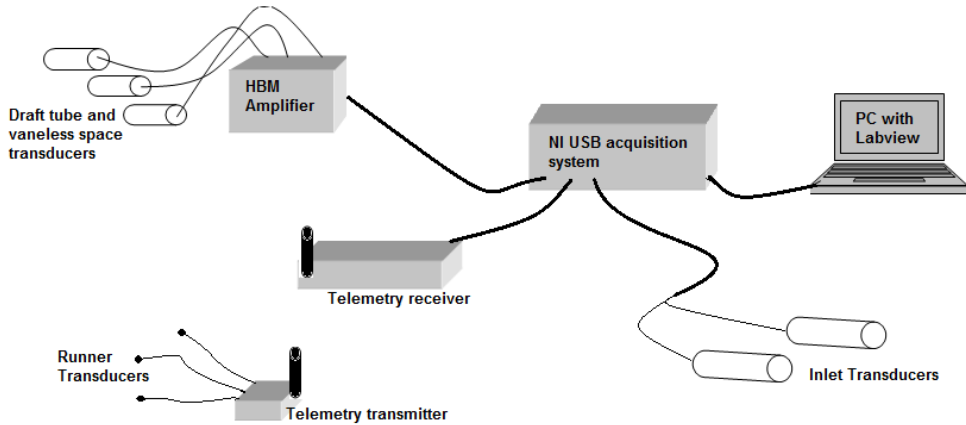 HBM
Amplifier
Draft tube and
vaneless space
transducers
NI USB acquisition
system
PC with
Labview
Telemetry receiver
Runner
Transducers
Telemetry transmitter
Inlet Transducers